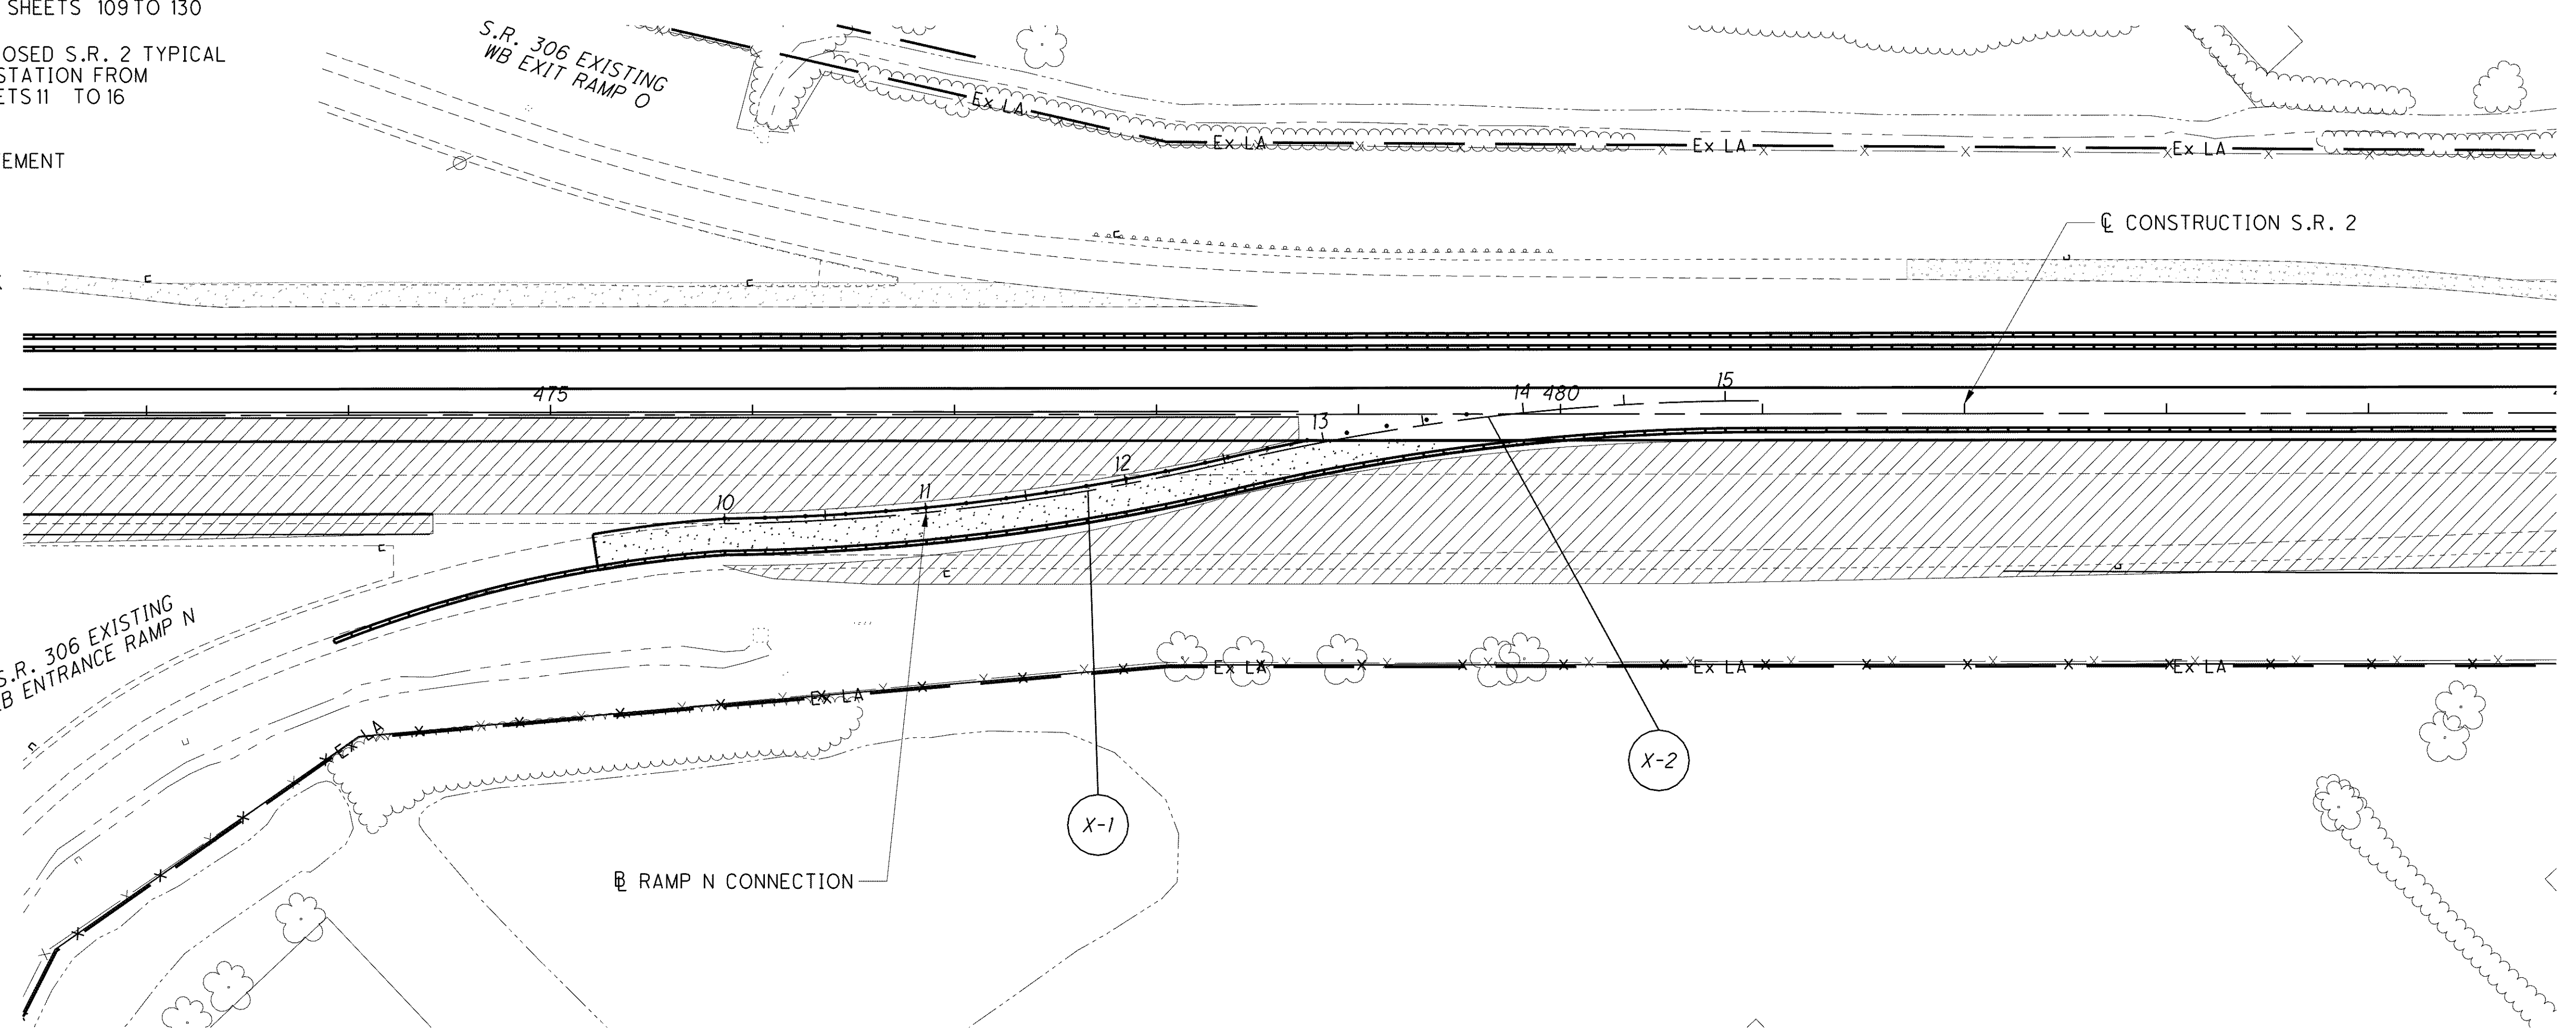 SHEETS 109 TO 130
OSED S.R. 2 TYPICAL
STATION FROM
ETS 11 TO 16
EMENT
S.R. 306 EXISTING
WB EXIT RAMP O
Ex LA
Ex LA
Ex LA
Ex LA
℄ CONSTRUCTION S.R. 2
475
14
480
15
13
12
11
10
S.R. 306 EXISTING
B ENTRANCE RAMP N
Ex LA
Ex LA
Ex LA
Ex LA
Ex LA
X-2
X-1
BL RAMP N CONNECTION